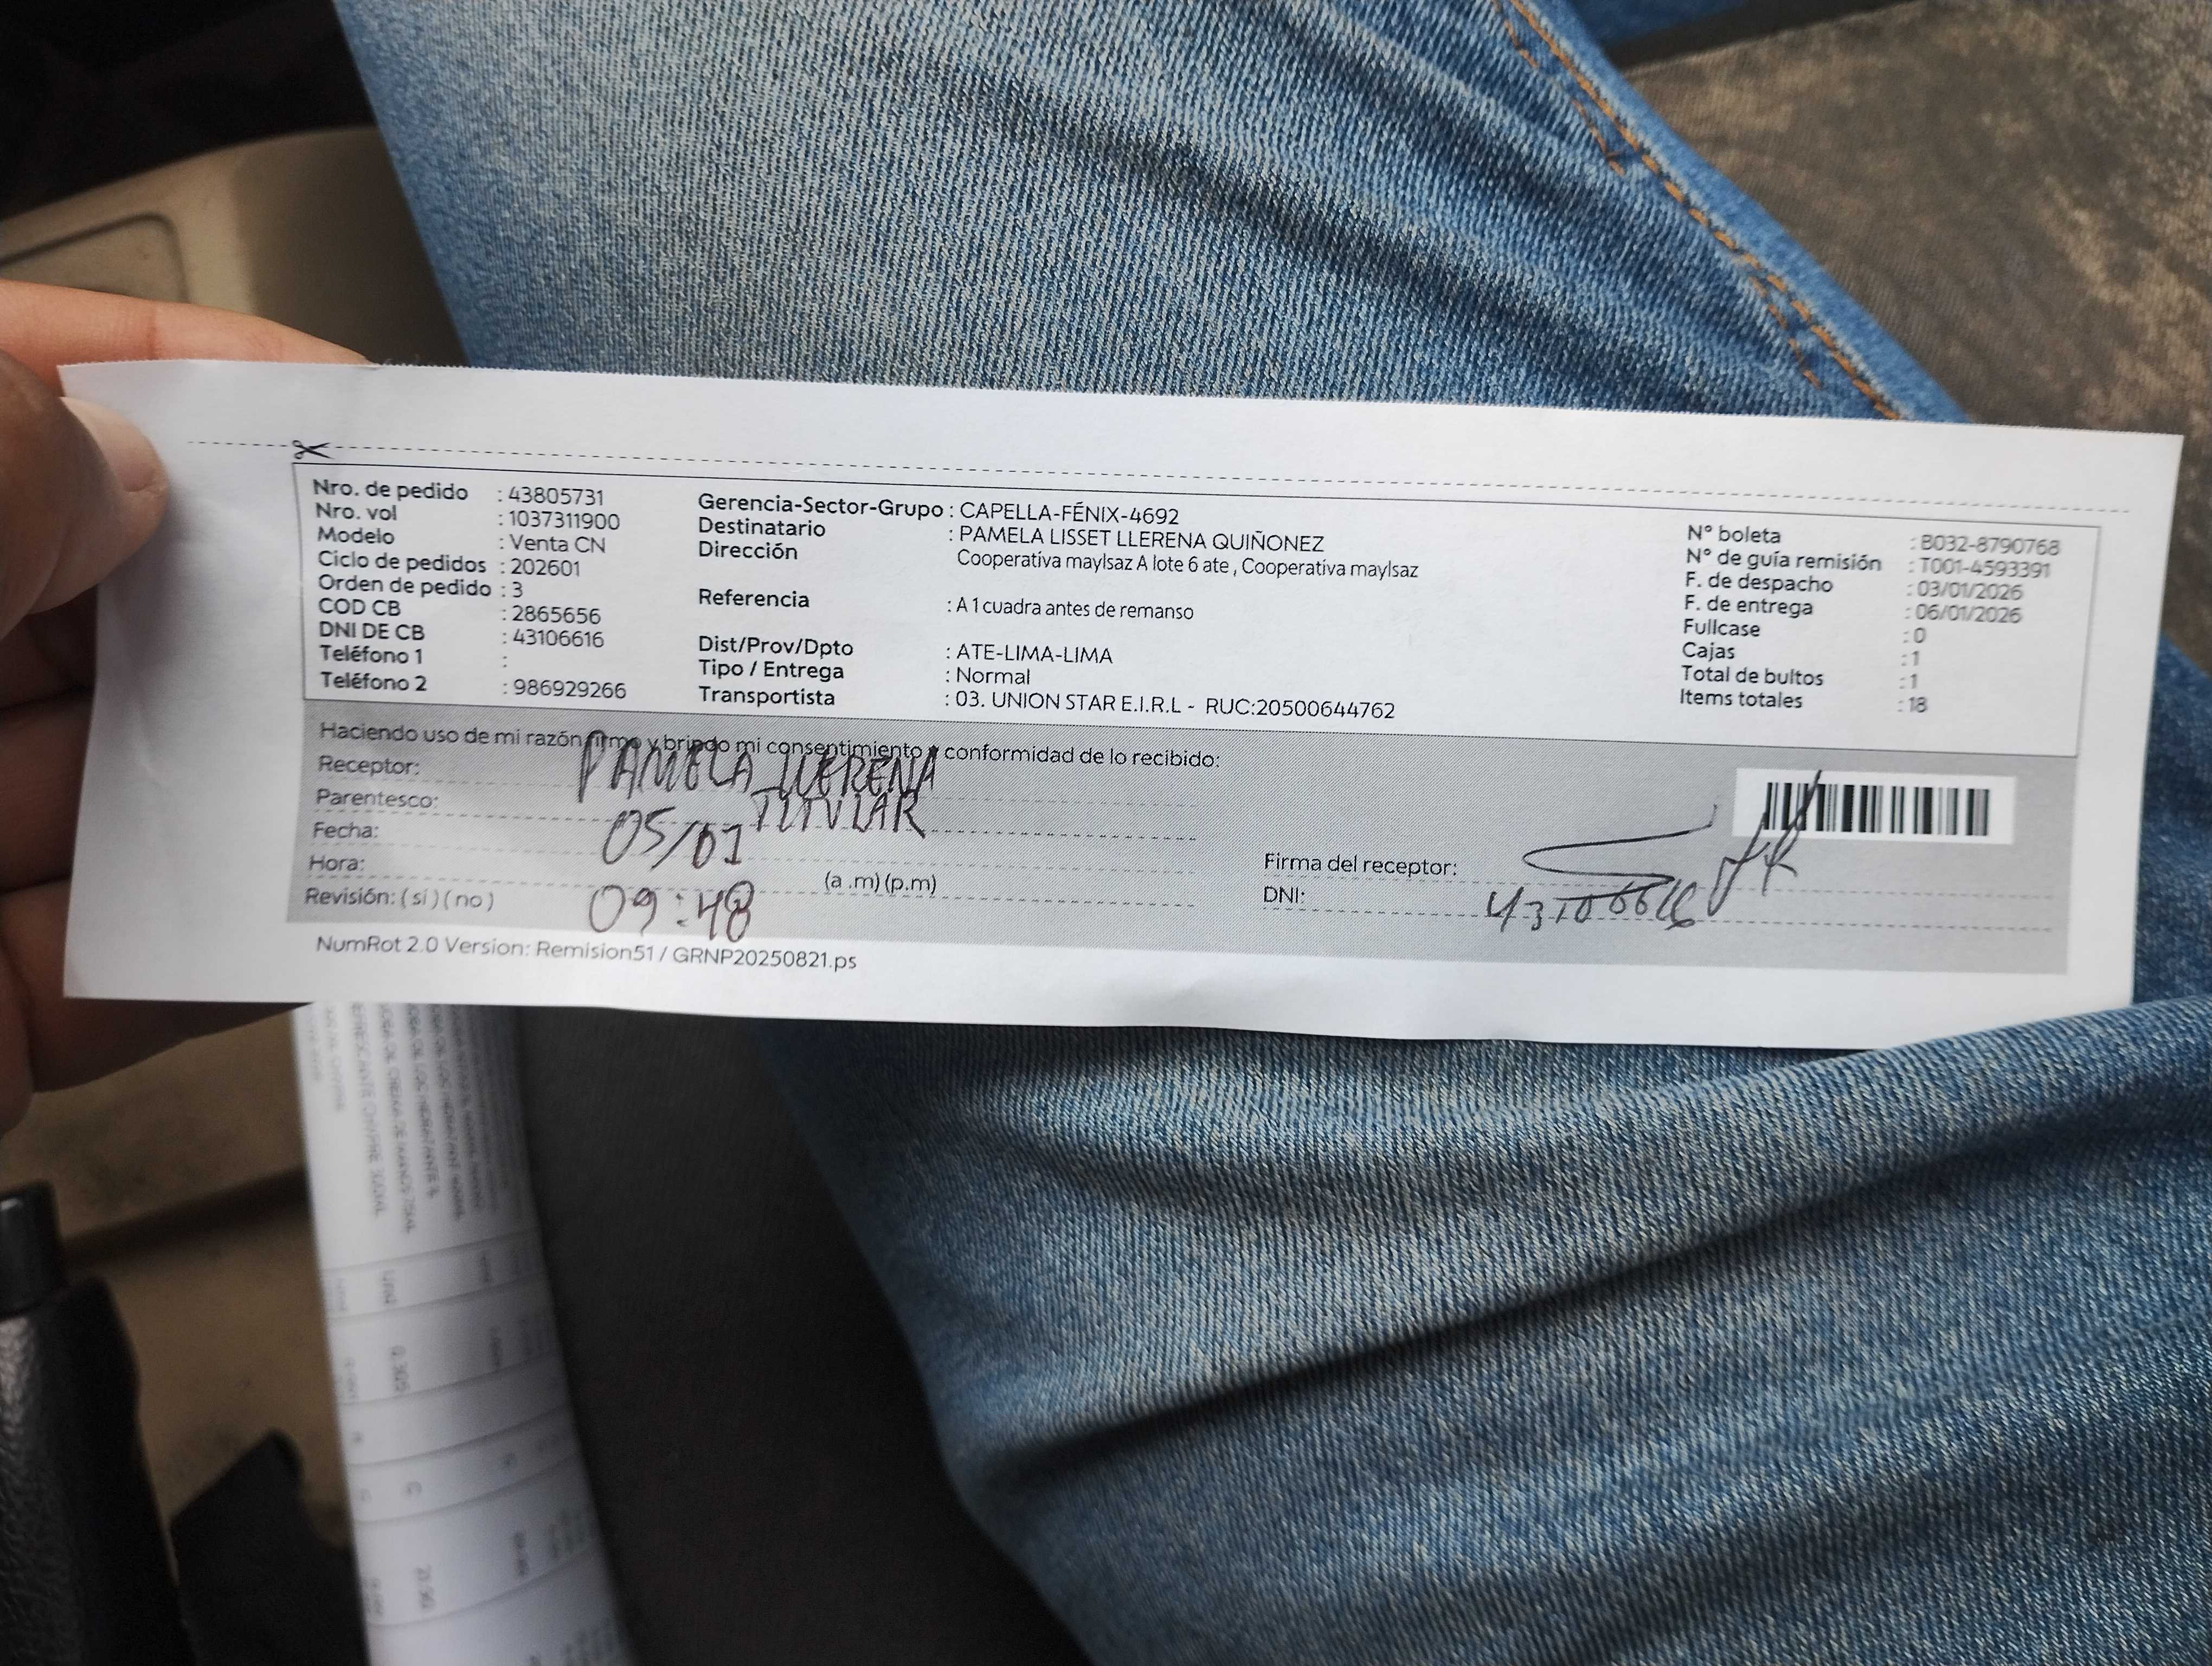 Nro. de pedido : 43805731
Nro. vol : 1037311900
Modelo : Venta CN
Ciclo de pedidos : 202601
Orden de pedido : 3
COD CB : 2865656
DNI DE CB : 43106616
Teléfono 1 :
Teléfono 2 : 986929266
Gerencia-Sector-Grupo : CAPELLA-FÉNIX-4692
Destinatario : PAMELA LISSET LLERENA QUIÑONEZ
Dirección Cooperativa maylsaz A lote 6 ate , Cooperativa maylsaz
Referencia : A 1 cuadra antes de remanso
Dist/Prov/Dpto : ATE-LIMA-LIMA
Tipo / Entrega : Normal
Transportista : 03. UNION STAR E.I.R.L - RUC:20500644762
N° boleta : B032-8790768
N° de guía remisión : T001-4593391
F. de despacho : 03/01/2026
F. de entrega : 06/01/2026
Fullcase : 0
Cajas : 1
Total de bultos : 1
Items totales : 18
Haciendo uso de mi razón firmo y brindo mi consentimiento y conformidad de lo recibido:
Receptor: PAMELA LLERENA
Parentesco: TITULAR
Fecha: 05/01
Hora: 09:48 (a .m) (p.m)
Revisión: ( si ) ( no )
Firma del receptor:
DNI: 43106616
NumRot 2.0 Version: Remision51 / GRNP20250821.ps